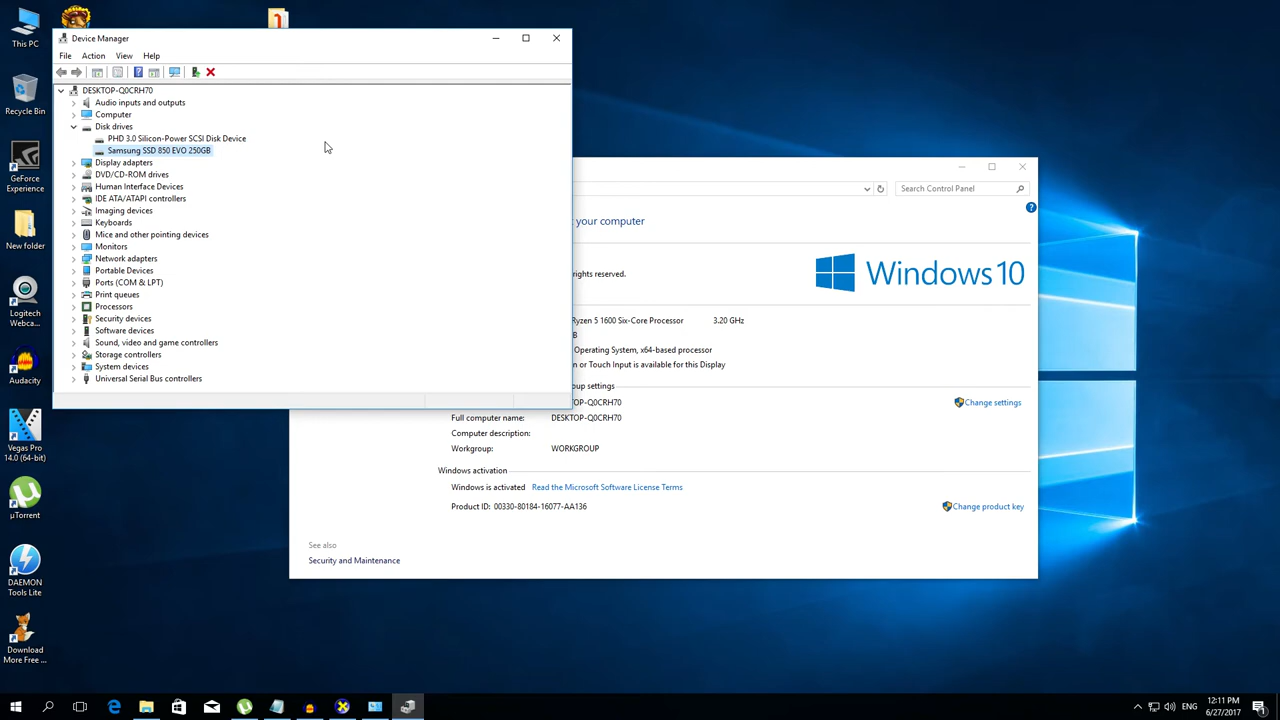 This PC
Recycle Bin
GeForce
Experience
New folder
Logitech
Webca...
Audacity
Vegas Pro
14.0 (64-bit)
µTorrent
DAEMON
Tools Lite
Download
More Free ...
Device Manager
File Action View Help
DESKTOP-Q0CRH70
Audio inputs and outputs
Computer
Disk drives
PHD 3.0 Silicon-Power SCSI Disk Device
Samsung SSD 850 EVO 250GB
Display adapters
DVD/CD-ROM drives
Human Interface Devices
IDE ATA/ATAPI controllers
Imaging devices
Keyboards
Mice and other pointing devices
Monitors
Network adapters
Portable Devices
Ports (COM & LPT)
Print queues
Processors
Security devices
Software devices
Sound, video and game controllers
Storage controllers
System devices
Universal Serial Bus controllers
Search Control Panel
your computer
rights reserved.
Windows 10
Ryzen 5 1600 Six-Core Processor 3.20 GHz
B
Operating System, x64-based processor
n or Touch Input is available for this Display
oup settings
OP-Q0CRH70
Change settings
Full computer name: DESKTOP-Q0CRH70
Computer description:
Workgroup: WORKGROUP
Windows activation
Windows is activated Read the Microsoft Software License Terms
Product ID: 00330-80184-16077-AA136
Change product key
See also
Security and Maintenance
ENG
12:11 PM
6/27/2017
1